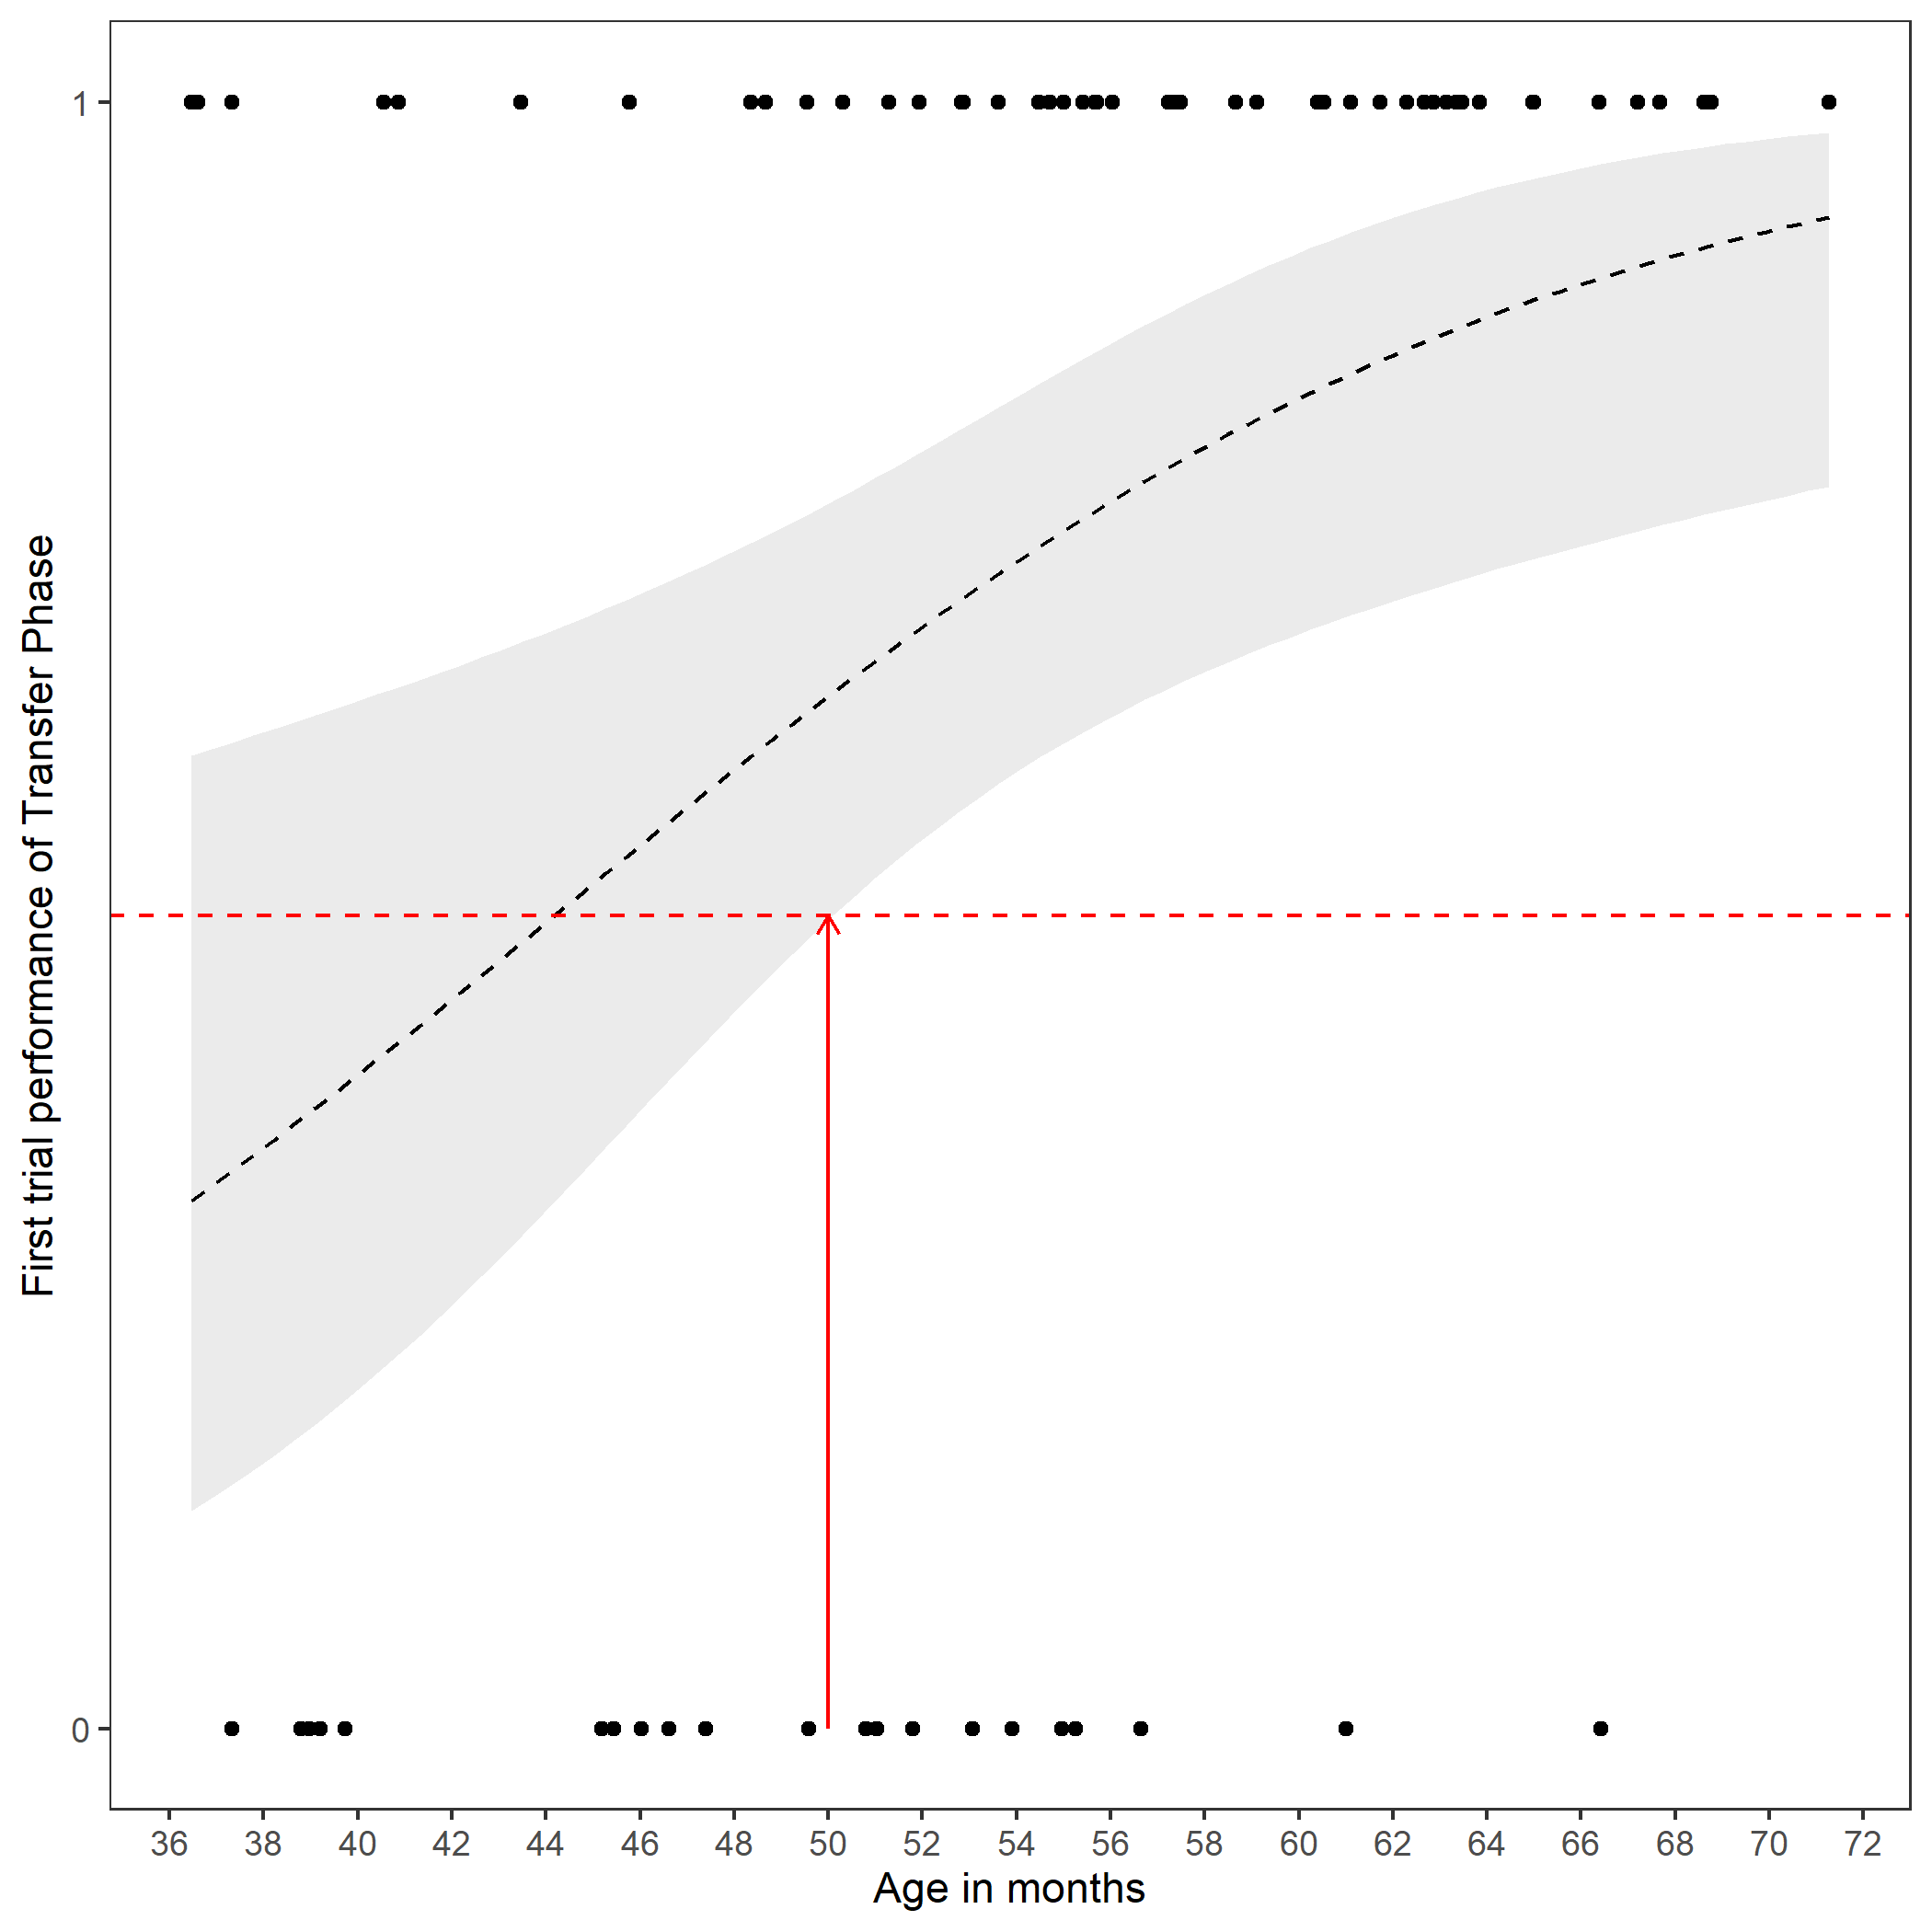 First trial performance of Transfer Phase
1
0
36 38 40 42 44 46 48 50 52 54 56 58 60 62 64 66 68 70 72
Age in months